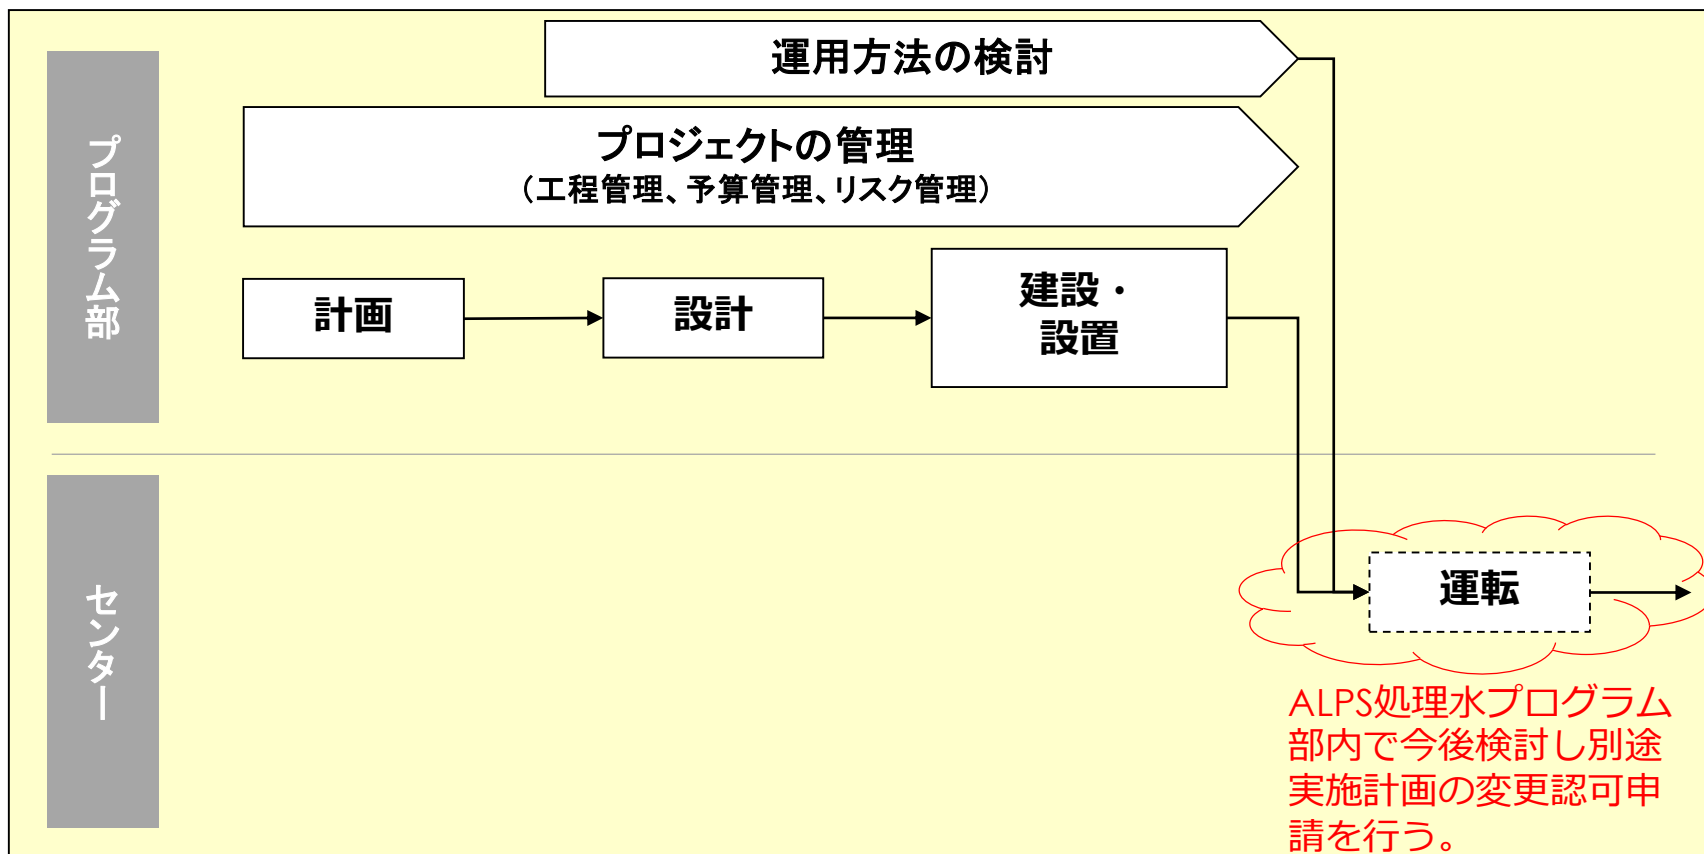 運用方法の検討
プロジェクトの管理
（工程管理、予算管理、リスク管理）
プログラム部
計画
設計
建設・
設置
センター
運転
ALPS処理水プログラム
部内で今後検討し別途
実施計画の変更認可申
請を行う。